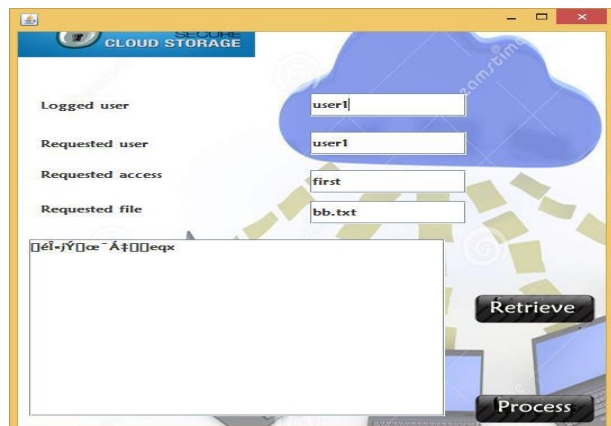 SECURE
CLOUD STORAGE
Logged user user1
Requested user user1
Requested access first
Requested file bb.txt
Retrieve
Process